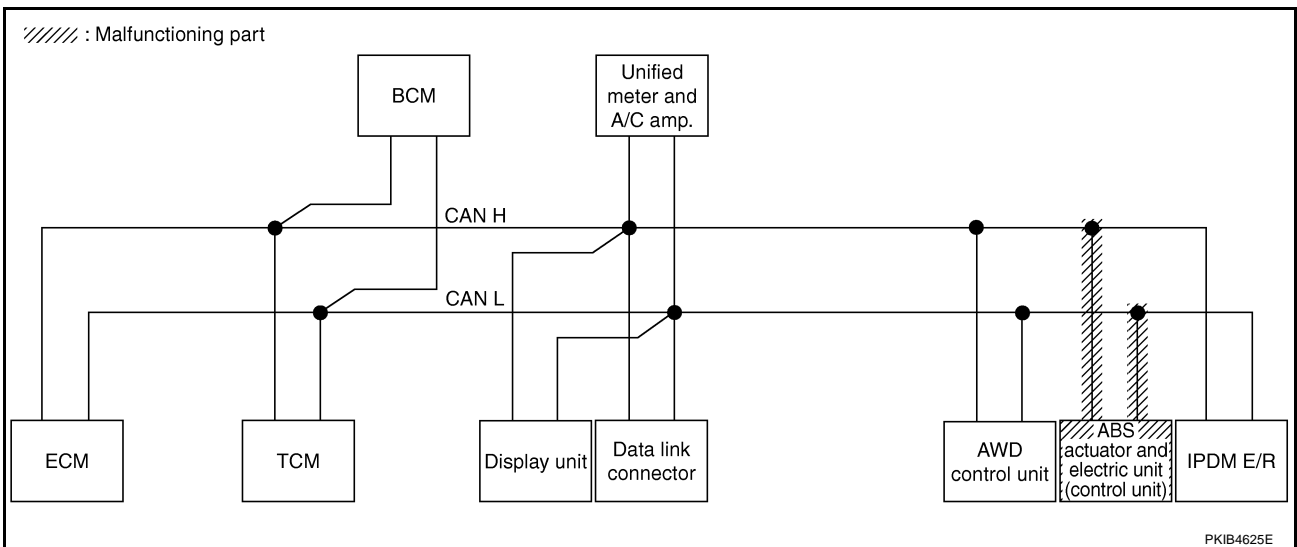 : Malfunctioning part
BCM
Unified
meter and
A/C amp.
CAN H
CAN L
ECM
TCM
Display unit
Data link
connector
AWD
control unit
ABS
actuator and
electric unit
(control unit)
IPDM E/R
PKIB4625E